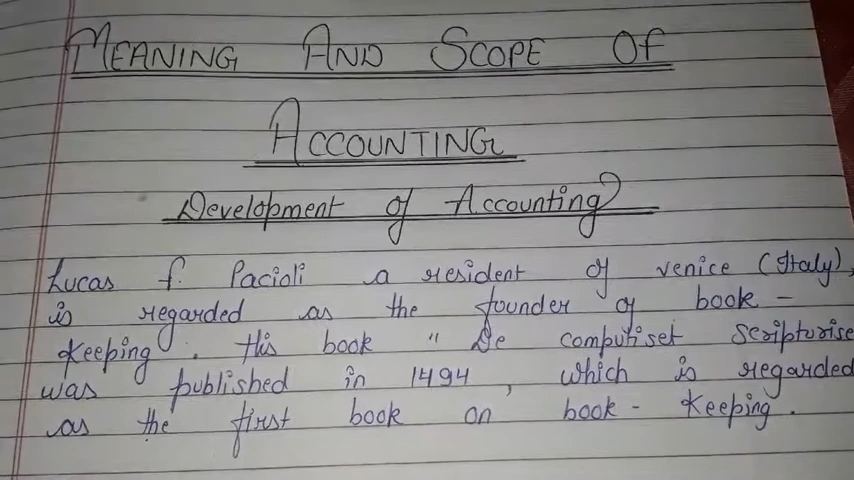 MEANING AND SCOPE OF
ACCOUNTING
Development of Accounting
Lucas f. Pacioli a resident of venice (Italy),
is regarded as the founder of book -
Keeping. His book " De computiset Scripturise
was published in 1494, which is regarded
as the first book on book - Keeping.